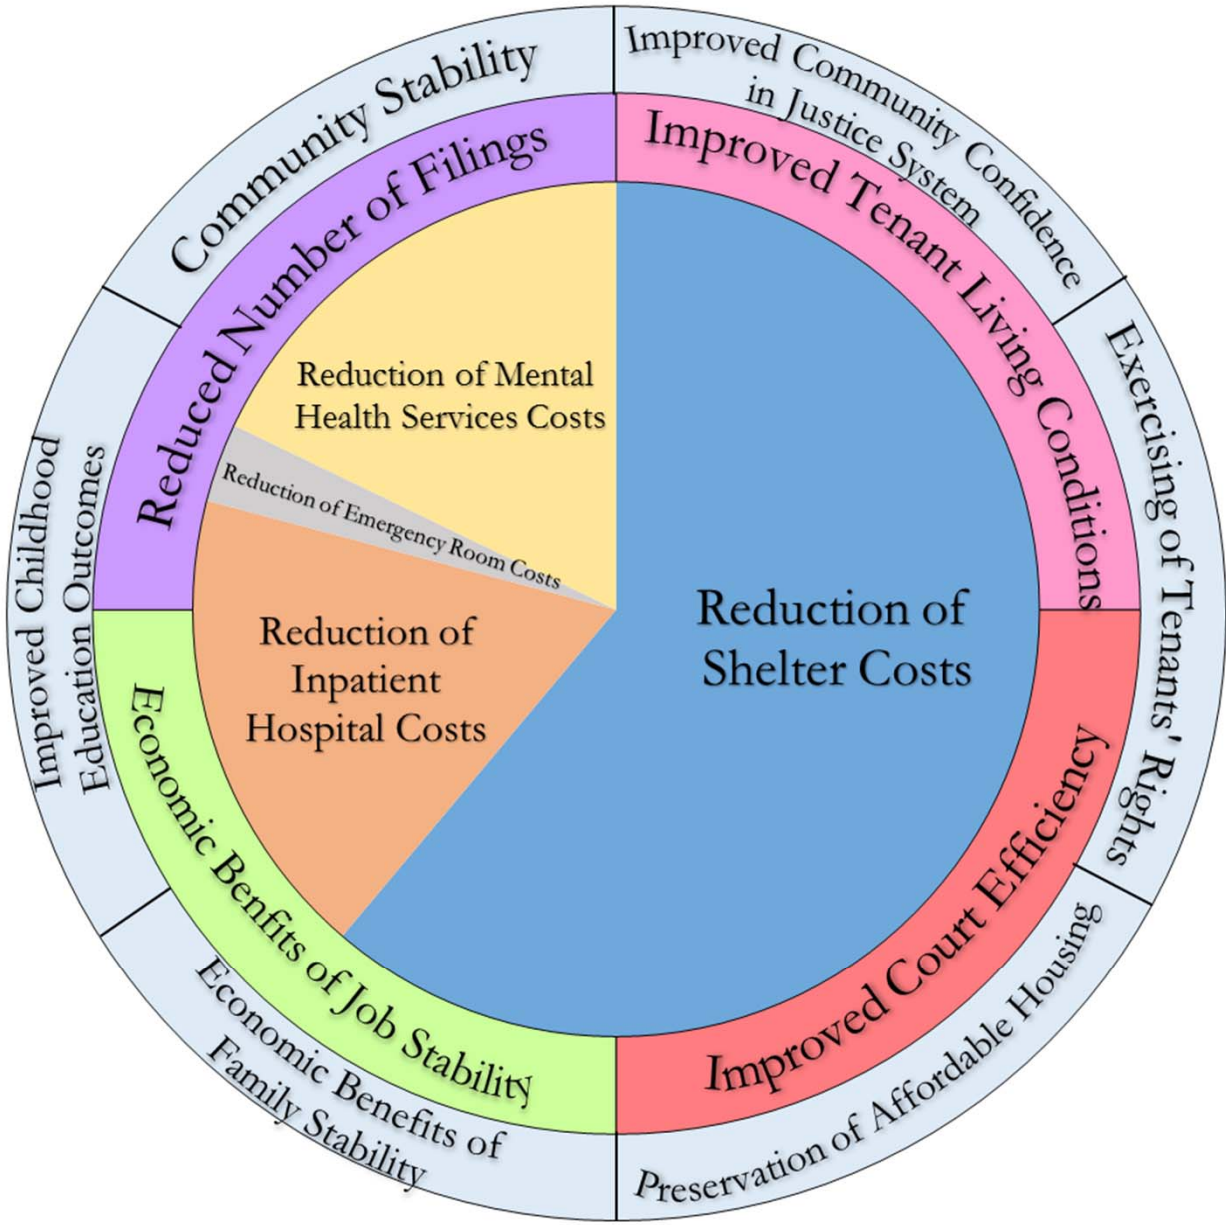 Community Stability
Improved Community Confidence
in Justice System
Exercising of Tenants' Rights
Preservation of Affordable Housing
Economic Benefits of
Family Stability
Improved Childhood
Education Outcomes
Reduced Number of Filings
Improved Tenant Living Conditions
Improved Court Efficiency
Economic Benfits of Job Stability
Reduction of Mental
Health Services Costs
Reduction of Emergency Room Costs
Reduction of
Inpatient
Hospital Costs
Reduction of
Shelter Costs